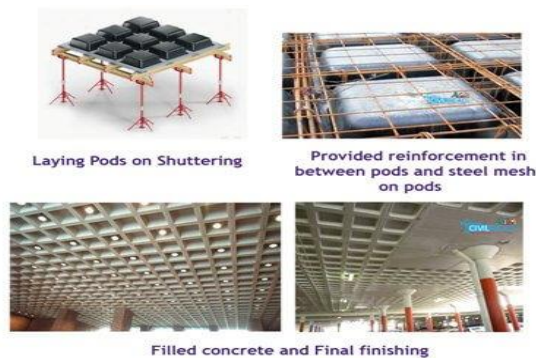 Laying Pods on Shuttering
Provided reinforcement in
between pods and steel mesh
on pods
CIVIL
Filled concrete and Final finishing